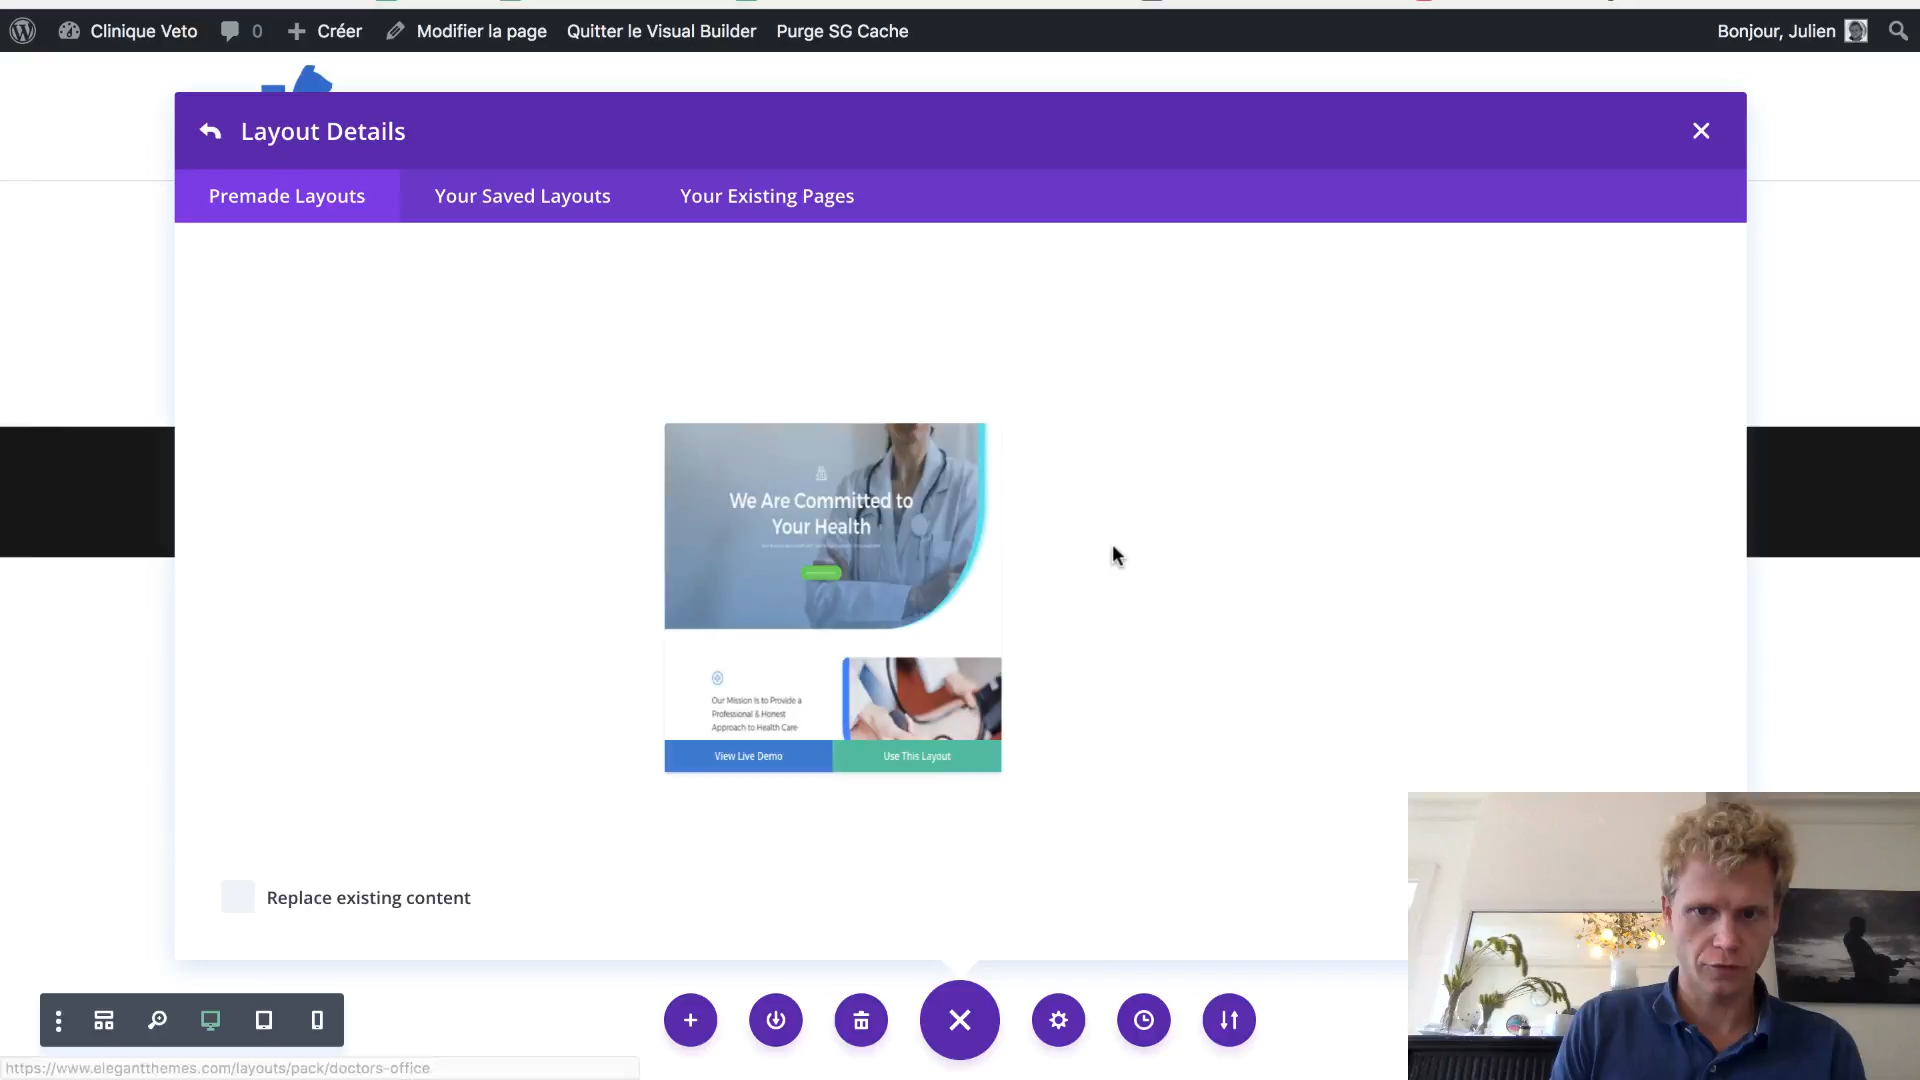 Clinique Veto
0
Créer
Modifier la page
Quitter le Visual Builder
Purge SG Cache
Bonjour, Julien
Layout Details
Premade Layouts
Your Saved Layouts
Your Existing Pages
We Are Committed to
Your Health
Our Mission Is to Provide a
Professional & Honest
Approach to Health Care
View Live Demo
Use This Layout
Replace existing content
https://www.elegantthemes.com/layouts/pack/doctors-office